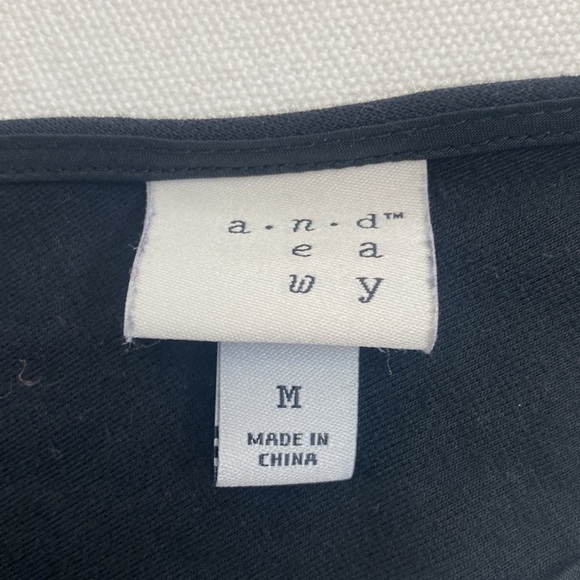 a · n · d™
e a
w y
M
MADE IN
CHINA